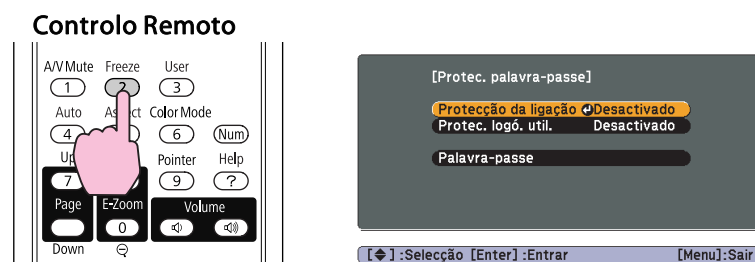 Controlo Remoto
A/V Mute Freeze User
1 2 3
Auto Aspect Color Mode
4 6 Num
Up Pointer Help
7 9 ?
Page E-Zoom Volume
0
Down
[Protec. palavra-passe]
Protecção da ligação Desactivado
Protec. logó. util. Desactivado
Palavra-passe
[ ] :Selecção [Enter] :Entrar [Menu]:Sair